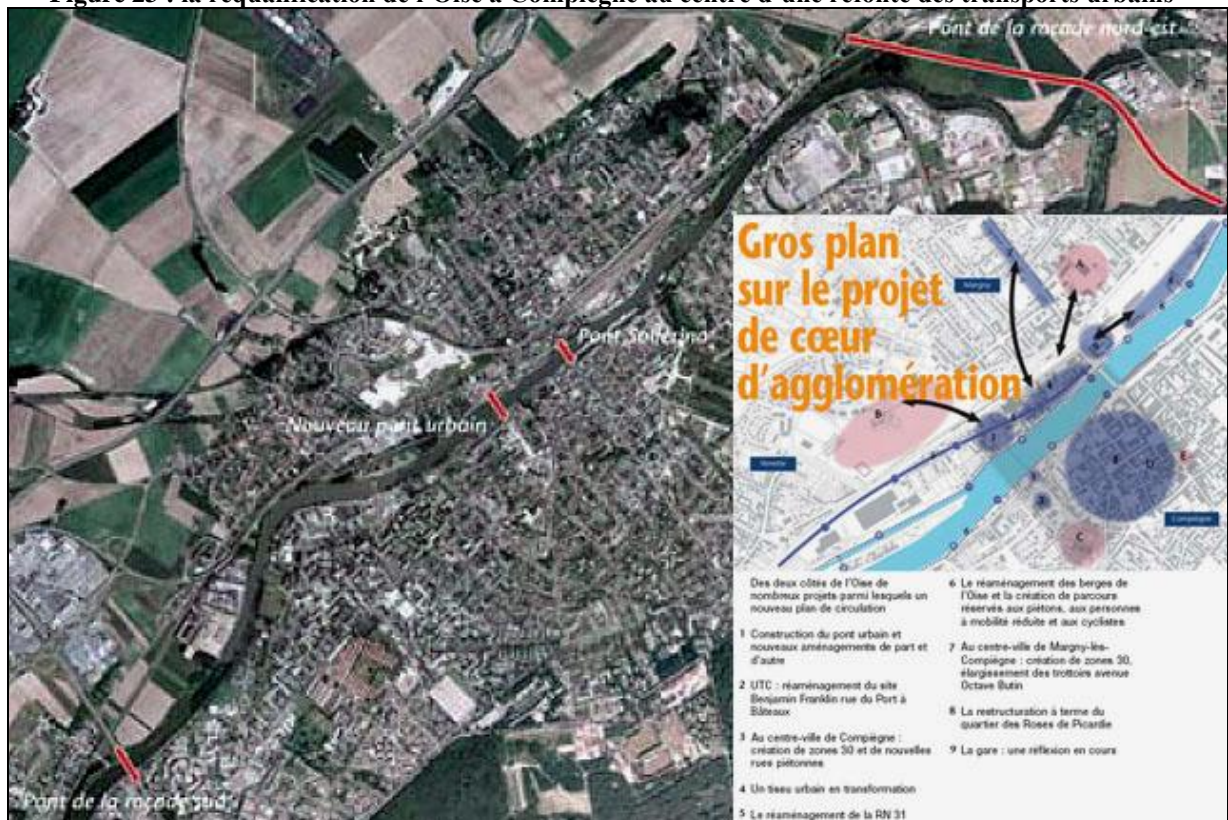 Figure 23 : la requalification de l'Oise à Compiègne au centre d'une refonte des transports urbains
Pont de la rocade nord-est
Pont Solferino
Nouveau pont urbain
Pont de la rocade sud
Gros plan
sur le projet
de cœur
d'agglomération
Margny
A
B
Venette
C
D
E
Compiègne
Des deux côtés de l'Oise de
nombreux projets parmi lesquels un
nouveau plan de circulation
1 Construction du pont urbain et
nouveaux aménagements de part et
d'autre
2 UTC : réaménagement du site
Benjamin Franklin rue du Port à
Bâteaux
3 Au centre-ville de Compiègne :
création de zones 30 et de nouvelles
rues piétonnes
4 Un tissu urbain en transformation
5 Le réaménagement de la RN 31
6 Le réaménagement des berges de
l'Oise et la création de parcours
réservés aux piétons, aux personnes
à mobilité réduite et aux cyclistes
7 Au centre-ville de Margny-lès-
Compiègne : création de zones 30,
élargissement des trottoirs avenue
Octave Butin
8 La restructuration à terme du
quartier des Roses de Picardie
9 La gare : une réflexion en cours